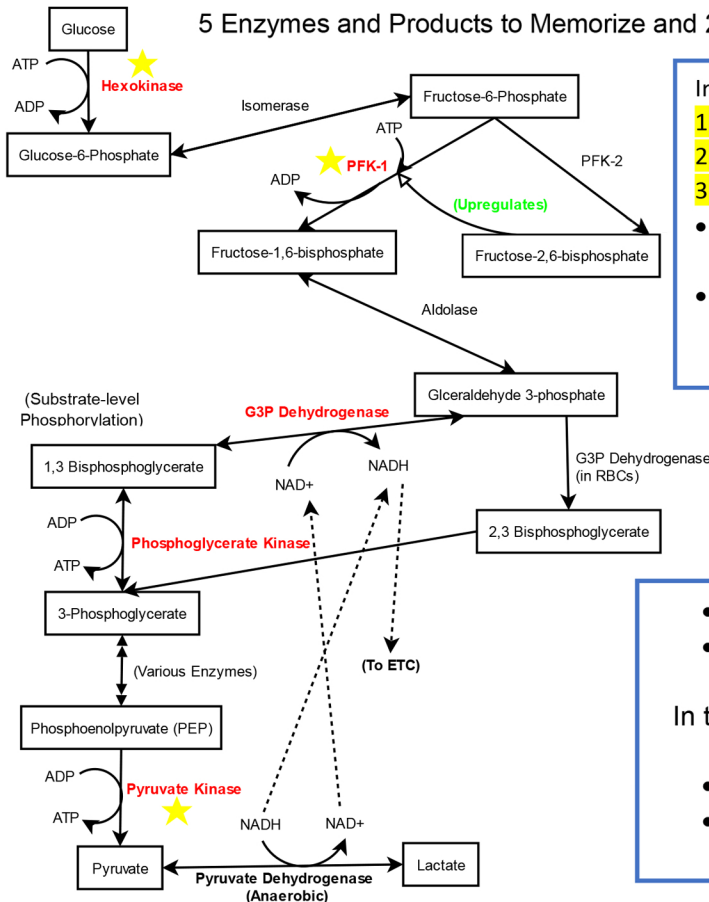 5 Enzymes and Products to Memorize and 2
Glucose
ATP
Hexokinase
ADP
Glucose-6-Phosphate
Isomerase
Fructose-6-Phosphate
ATP
PFK-1
ADP
PFK-2
(Upregulates)
Fructose-1,6-bisphosphate
Fructose-2,6-bisphosphate
Aldolase
Glceraldehyde 3-phosphate
(Substrate-level
Phosphorylation)
G3P Dehydrogenase
1,3 Bisphosphoglycerate
NAD+
NADH
G3P Dehydrogenase
(in RBCs)
2,3 Bisphosphoglycerate
ADP
Phosphoglycerate Kinase
ATP
3-Phosphoglycerate
(Various Enzymes)
(To ETC)
Phosphoenolpyruvate (PEP)
ADP
Pyruvate Kinase
ATP
NADH
NAD+
Pyruvate
Pyruvate Dehydrogenase
(Anaerobic)
Lactate
1
2
3